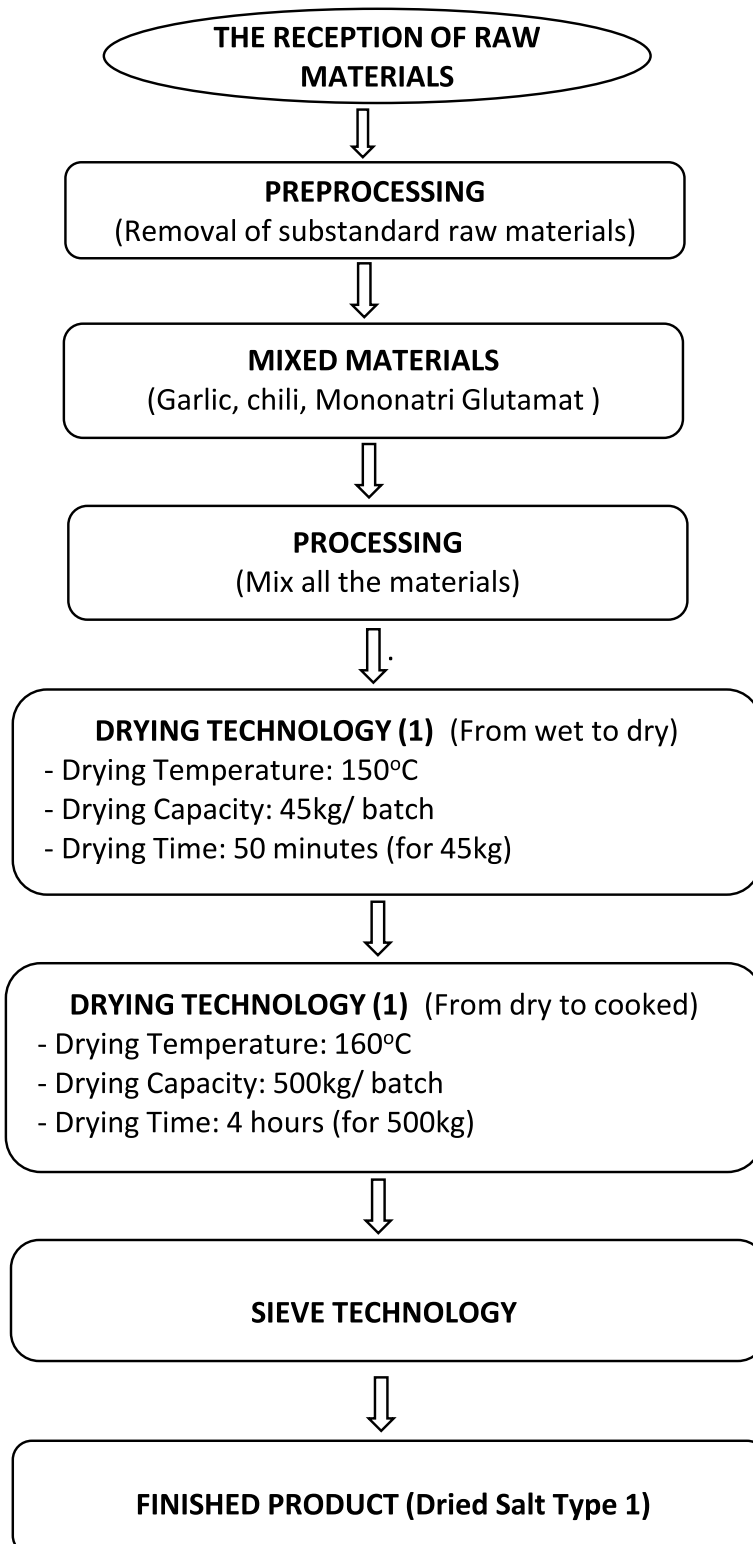 THE RECEPTION OF RAW
MATERIALS
PREPROCESSING
(Removal of substandard raw materials)
MIXED MATERIALS
(Garlic, chili, Mononatri Glutamat )
PROCESSING
(Mix all the materials)
.
DRYING TECHNOLOGY (1) (From wet to dry)
- Drying Temperature: 150°C
- Drying Capacity: 45kg/ batch
- Drying Time: 50 minutes (for 45kg)
DRYING TECHNOLOGY (1) (From dry to cooked)
- Drying Temperature: 160°C
- Drying Capacity: 500kg/ batch
- Drying Time: 4 hours (for 500kg)
SIEVE TECHNOLOGY
FINISHED PRODUCT (Dried Salt Type 1)